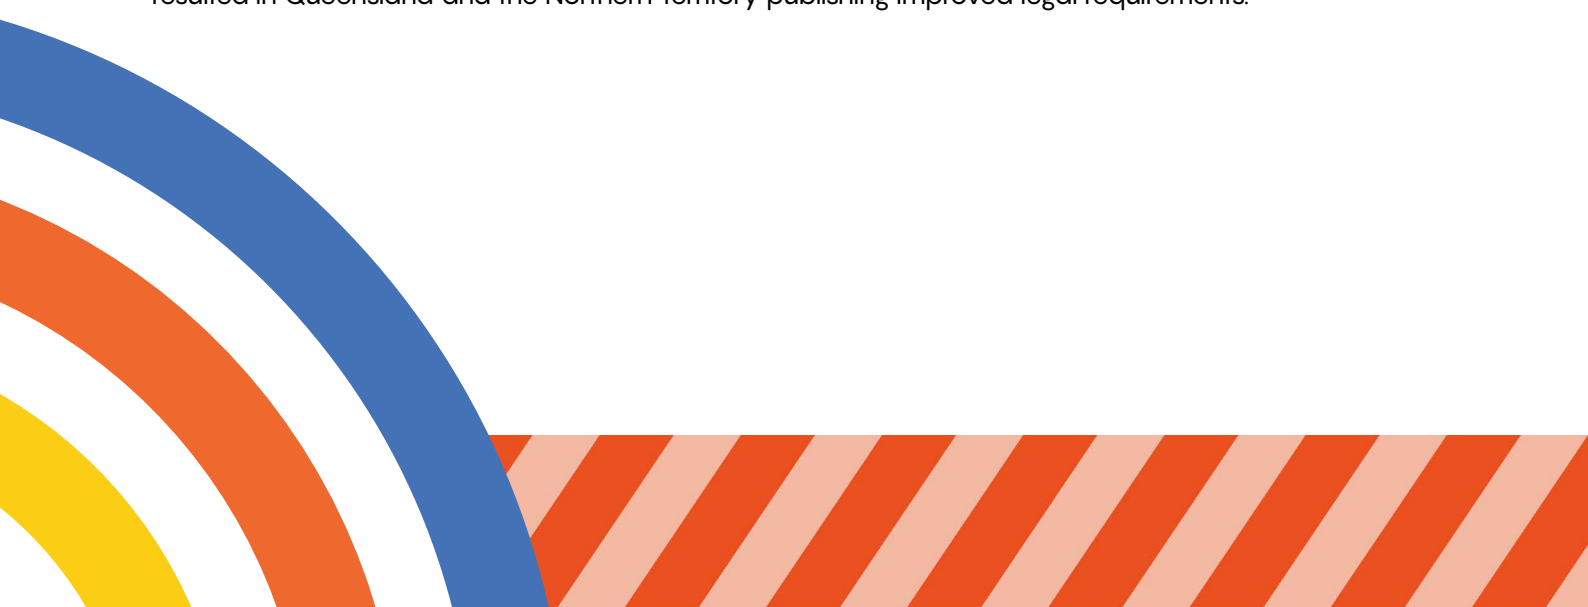 resulted in Queensland and the Northern Territory publishing improved legal requirements.